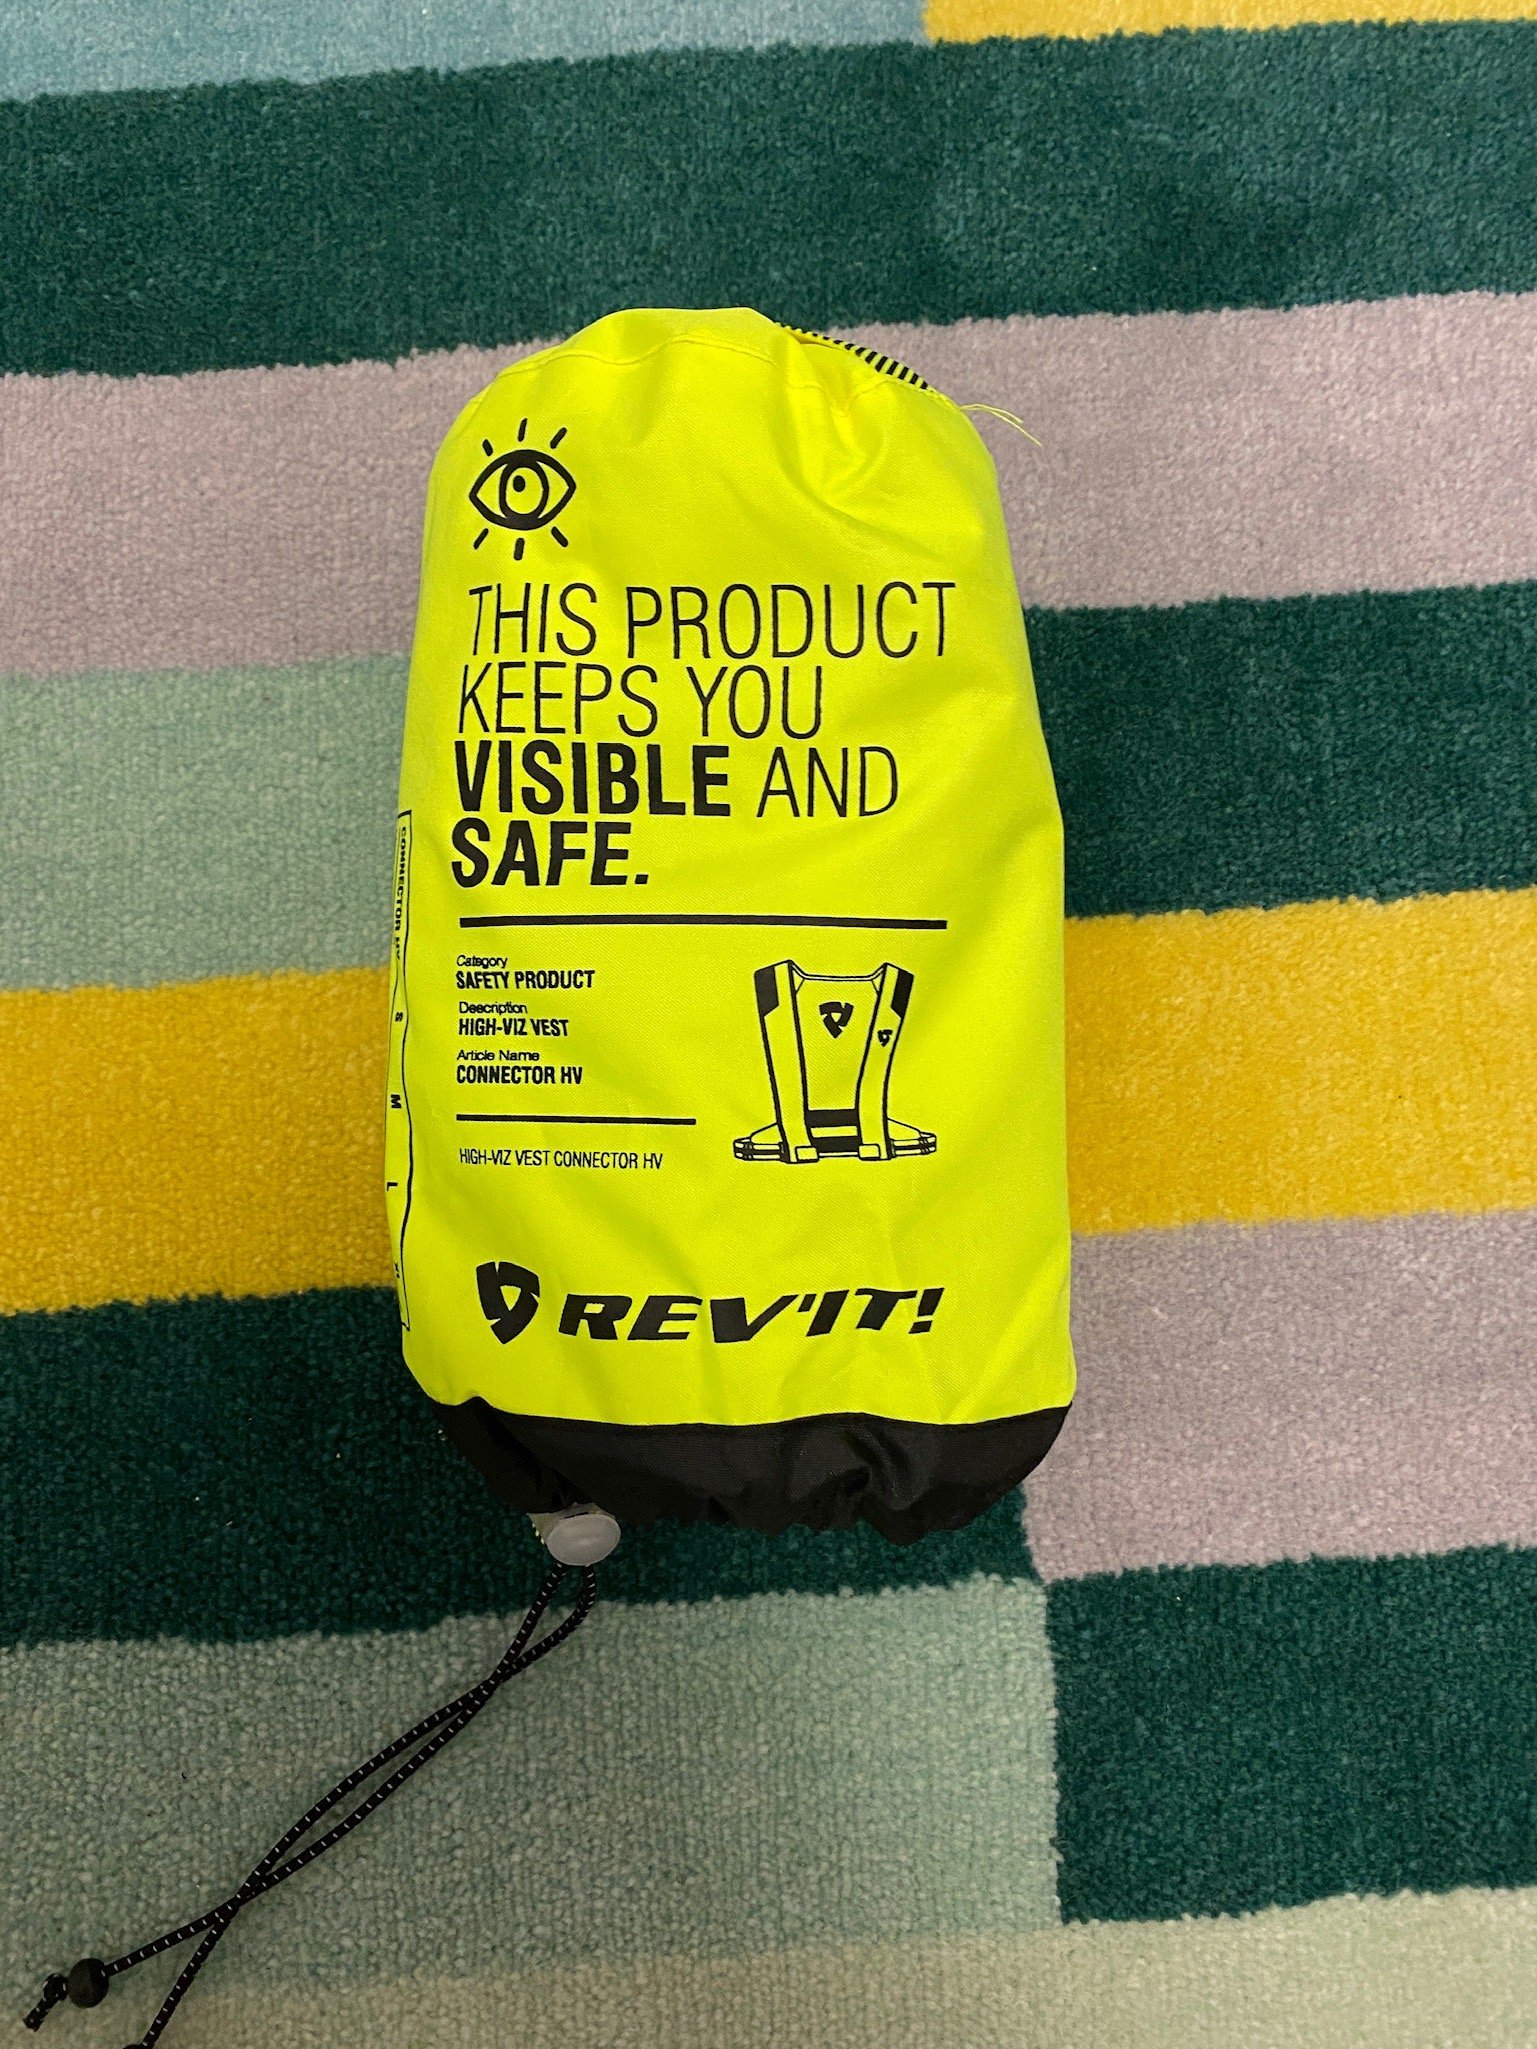 THIS PRODUCT
KEEPS YOU
VISIBLE AND
SAFE.
Category
SAFETY PRODUCT
Description
HIGH-VIZ VEST
Article Name
CONNECTOR HV
HIGH-VIZ VEST CONNECTOR HV
REV'IT!
CONNECTOR HV
S
M
L